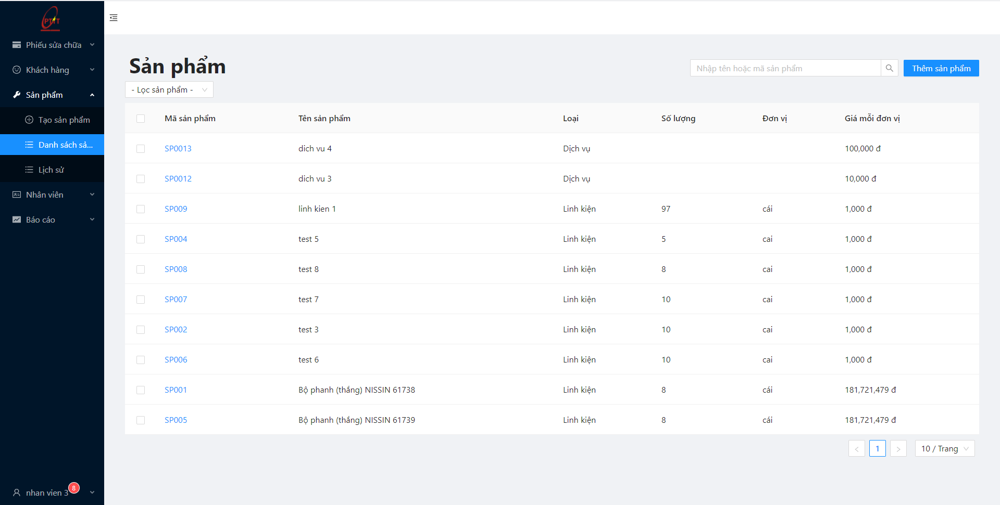 PTIT
Phiếu sửa chữa
Khách hàng
Sản phẩm
Tạo sản phẩm
Danh sách sả...
Lịch sử
Nhân viên
Báo cáo
nhan vien 3 8
Sản phẩm
Nhập tên hoặc mã sản phẩm
Thêm sản phẩm
- Lọc sản phẩm -
Mã sản phẩm Tên sản phẩm Loại Số lượng Đơn vị Giá mỗi đơn vị
SP0013 dich vu 4 Dịch vụ 100,000 đ
SP0012 dich vu 3 Dịch vụ 10,000 đ
SP009 linh kien 1 Linh kiện 97 cái 1,000 đ
SP004 test 5 Linh kiện 5 cai 1,000 đ
SP008 test 8 Linh kiện 8 cai 1,000 đ
SP007 test 7 Linh kiện 10 cai 1,000 đ
SP002 test 3 Linh kiện 10 cai 1,000 đ
SP006 test 6 Linh kiện 10 cai 1,000 đ
SP001 Bộ phanh (thắng) NISSIN 61738 Linh kiện 8 cái 181,721,479 đ
SP005 Bộ phanh (thắng) NISSIN 61739 Linh kiện 8 cái 181,721,479 đ
< 1 > 10 / Trang